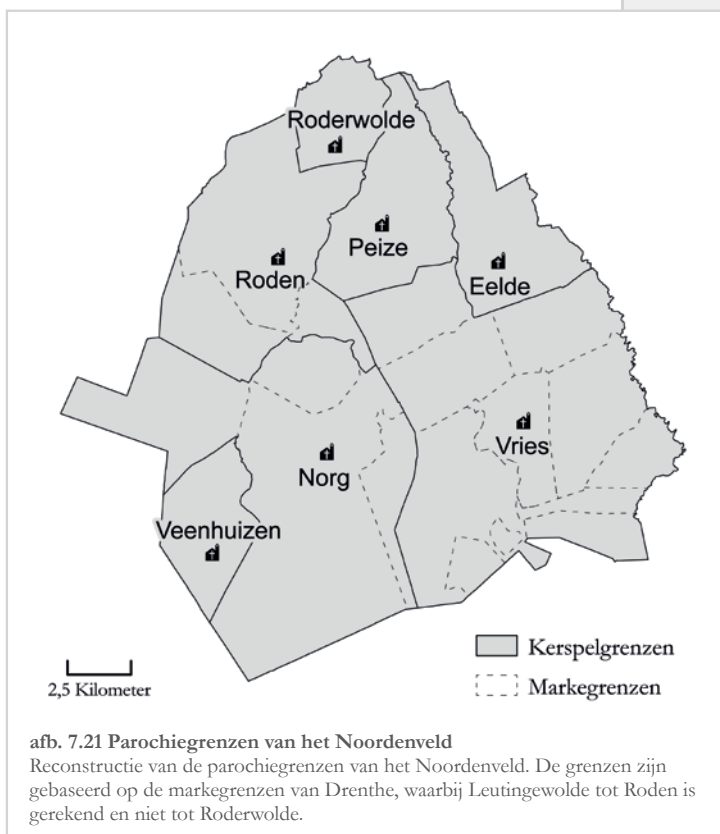 Roderwolde
Peize
Roden
Eelde
Vries
Norg
Veenhuizen
Kerspelgrenzen
Markegrenzen
2,5 Kilometer
afb. 7.21 Parochiegrenzen van het Noordenveld
Reconstructie van de parochiegrenzen van het Noordenveld. De grenzen zijn
gebaseerd op de markegrenzen van Drenthe, waarbij Leutingewolde tot Roden is
gerekend en niet tot Roderwolde.